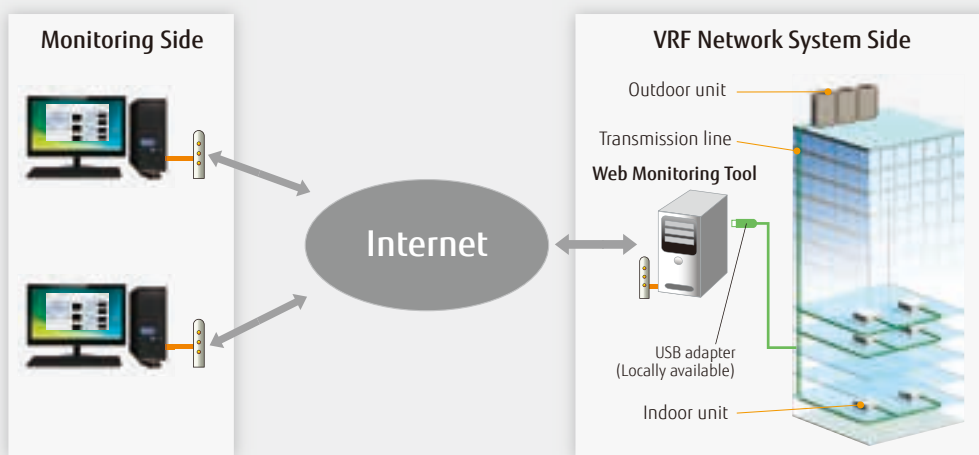 Monitoring Side
VRF Network System Side
Outdoor unit
Transmission line
Web Monitoring Tool
Internet
USB adapter
(Locally available)
Indoor unit